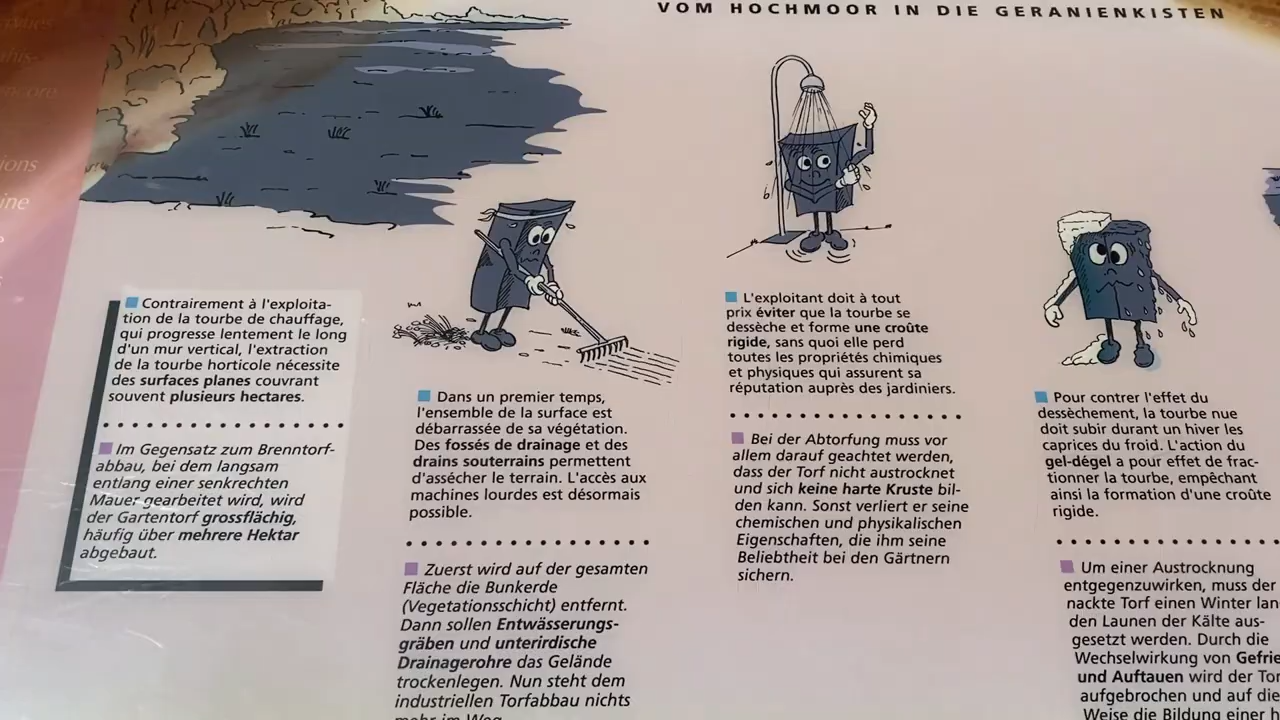 VOM HOCHMOOR IN DIE GERANIENKISTEN
encore
ions
ine
Contrairement à l'exploita-
tion de la tourbe de chauffage,
qui progresse lentement le long
d'un mur vertical, l'extraction
de la tourbe horticole nécessite
des surfaces planes couvrant
souvent plusieurs hectares.
Im Gegensatz zum Brenntorf-
abbau, bei dem langsam
entlang einer senkrechten
Mauer gearbeitet wird, wird
der Gartentorf grossflächig,
häufig über mehrere Hektar
abgebaut.
Dans un premier temps,
l'ensemble de la surface est
débarrassée de sa végétation.
Des fossés de drainage et des
drains souterrains permettent
d'assécher le terrain. L'accès aux
machines lourdes est désormais
possible.
Zuerst wird auf der gesamten
Fläche die Bunkerde
(Vegetationsschicht) entfernt.
Dann sollen Entwässerungs-
gräben und unterirdische
Drainagerohre das Gelände
trockenlegen. Nun steht dem
industriellen Torfabbau nichts
mehr im Weg.
L'exploitant doit à tout
prix éviter que la tourbe se
dessèche et forme une croûte
rigide, sans quoi elle perd
toutes les propriétés chimiques
et physiques qui assurent sa
réputation auprès des jardiniers.
Bei der Abtorfung muss vor
allem darauf geachtet werden,
dass der Torf nicht austrocknet
und sich keine harte Kruste bil-
den kann. Sonst verliert er seine
chemischen und physikalischen
Eigenschaften, die ihm seine
Beliebtheit bei den Gärtnern
sichern.
Pour contrer l'effet du
dessèchement, la tourbe nue
doit subir durant un hiver les
caprices du froid. L'action du
gel-dégel a pour effet de frac-
tionner la tourbe, empêchant
ainsi la formation d'une croûte
rigide.
Um einer Austrocknung
entgegenzuwirken, muss der
nackte Torf einen Winter lan
den Launen der Kälte aus-
gesetzt werden. Durch die
Wechselwirkung von Gefrie
und Auftauen wird der Tor
aufgebrochen und auf die
Weise die Bildung einer h